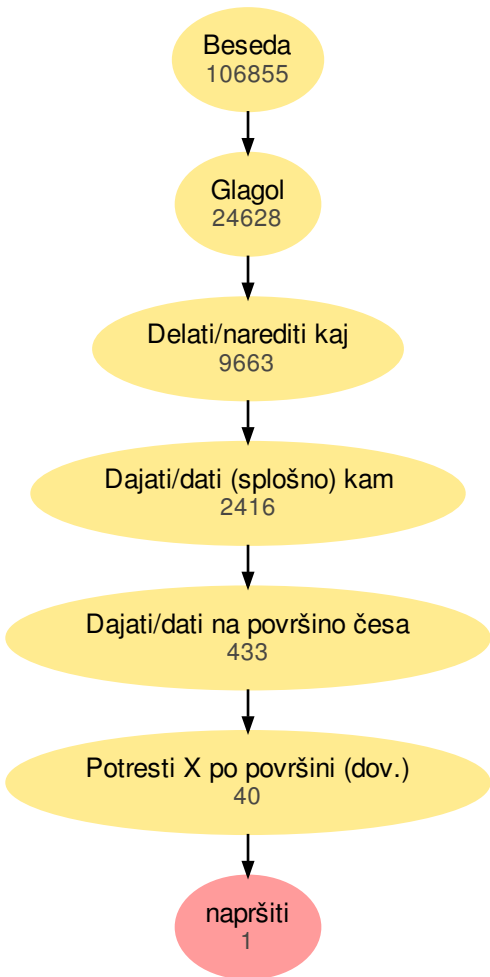 Beseda
106855
Glagol
24628
Delati/narediti kaj
9663
Dajati/dati (splošno) kam
2416
Dajati/dati na površino česa
433
Potresti X po površini (dov.)
40
napršiti
1